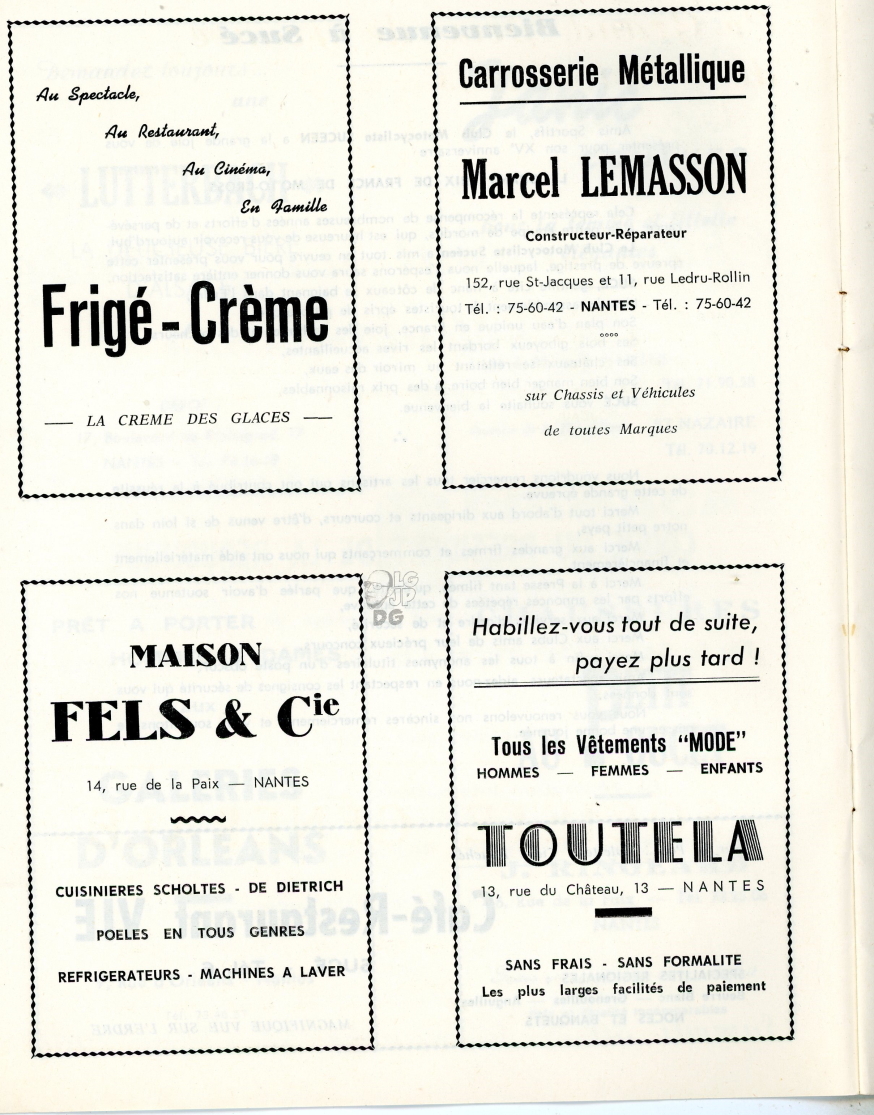 Au Spectacle,
Au Restaurant,
Au Cinéma,
En Famille
Frigé-Crème
— LA CREME DES GLACES —
Carrosserie Métallique
Marcel LEMASSON
Constructeur-Réparateur
152, rue St-Jacques et 11, rue Ledru-Rollin
Tél. : 75-60-42 - NANTES - Tél. : 75-60-42
sur Chassis et Véhicules
de toutes Marques
LG
JP
DG
MAISON
FELS & Cie
14, rue de la Paix — NANTES
CUISINIERES SCHOLTES - DE DIETRICH
POELES EN TOUS GENRES
REFRIGERATEURS - MACHINES A LAVER
Habillez-vous tout de suite,
payez plus tard !
Tous les Vêtements "MODE"
HOMMES — FEMMES — ENFANTS
TOUTELA
13, rue du Château, 13 — NANTES
SANS FRAIS - SANS FORMALITE
Les plus larges facilités de paiement